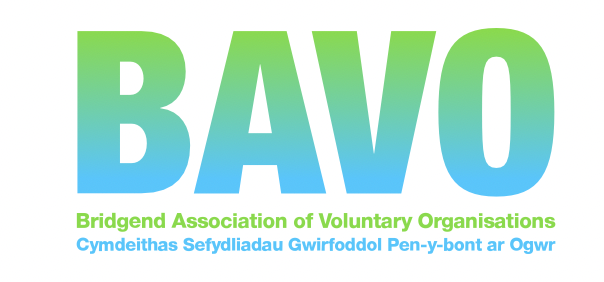 BAVO
Bridgend Association of Voluntary Organisations
Cymdeithas Sefydliadau Gwirfoddol Pen-y-bont ar Ogwr